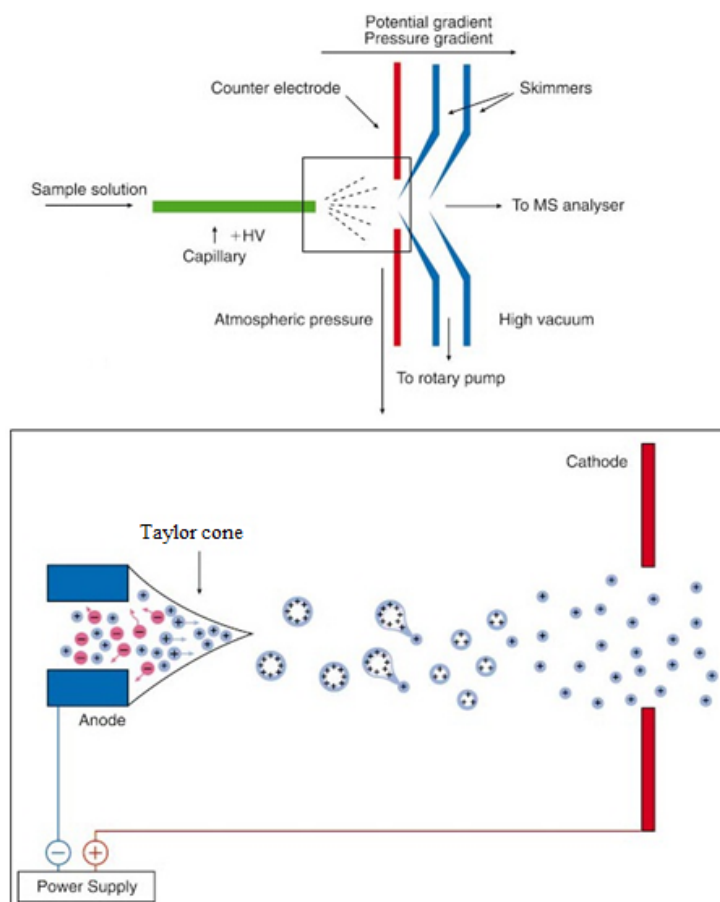 Potential gradient
Pressure gradient
Counter electrode
Skimmers
Sample solution
+HV
Capillary
To MS analyser
Atmospheric pressure
High vacuum
To rotary pump
Cathode
Taylor cone
Anode
Power Supply